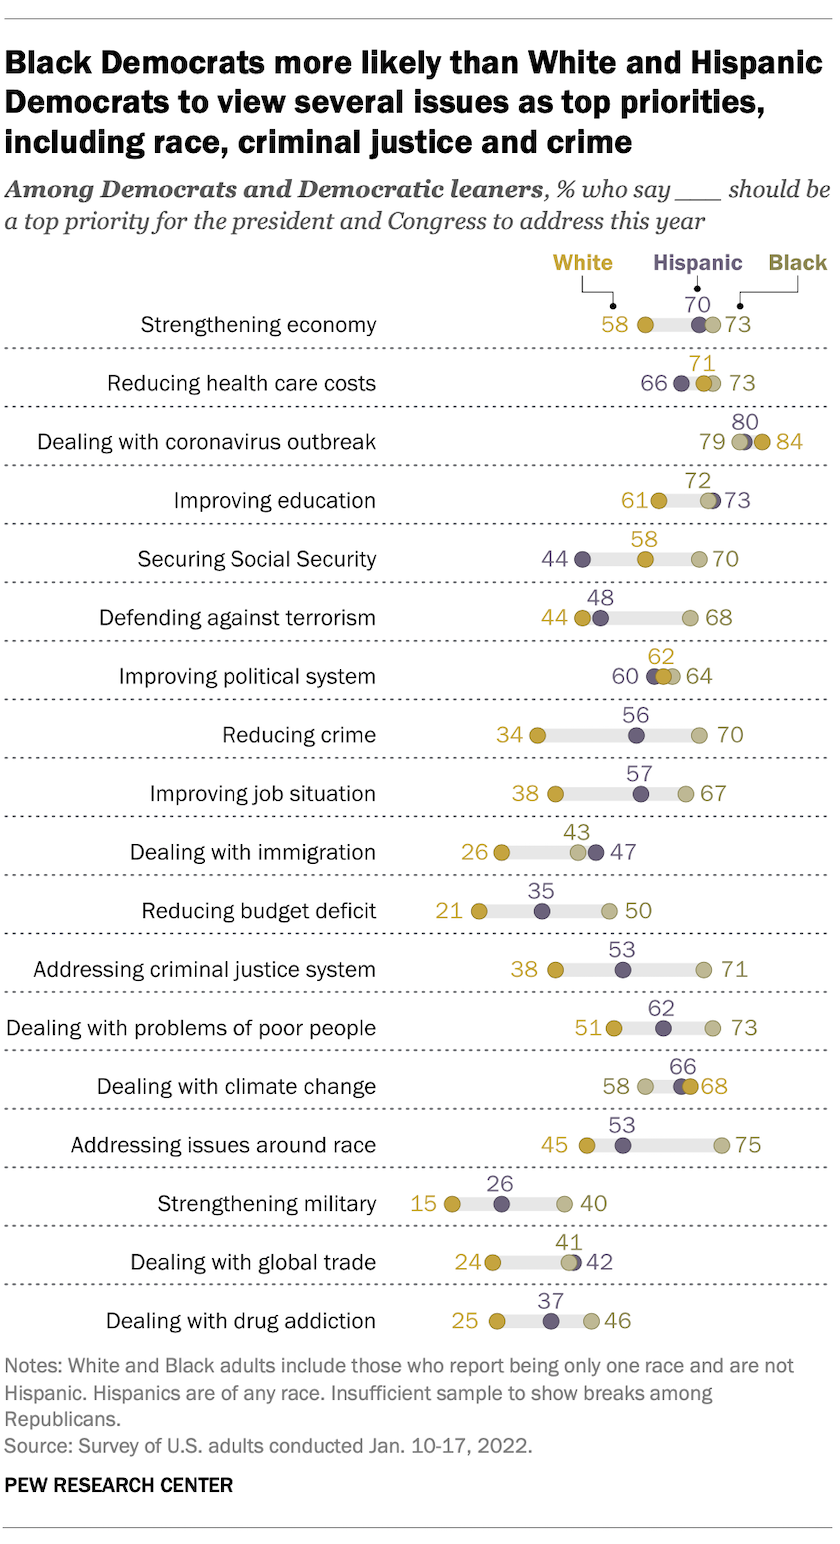 Black Democrats more likely than White and Hispanic
Democrats to view several issues as top priorities,
including race, criminal justice and crime
Among Democrats and Democratic leaners, % who say ___ should be
a top priority for the president and Congress to address this year
White Hispanic Black
70
Strengthening economy 58 73
71
Reducing health care costs 66 73
80
Dealing with coronavirus outbreak 79 84
72
Improving education 61 73
58
Securing Social Security 44 70
48
Defending against terrorism 44 68
62
Improving political system 60 64
56
Reducing crime 34 70
57
Improving job situation 38 67
43
Dealing with immigration 26 47
35
Reducing budget deficit 21 50
53
Addressing criminal justice system 38 71
62
Dealing with problems of poor people 51 73
66
Dealing with climate change 58 68
53
Addressing issues around race 45 75
26
Strengthening military 15 40
41
Dealing with global trade 24 42
37
Dealing with drug addiction 25 46
Notes: White and Black adults include those who report being only one race and are not
Hispanic. Hispanics are of any race. Insufficient sample to show breaks among
Republicans.
Source: Survey of U.S. adults conducted Jan. 10-17, 2022.
PEW RESEARCH CENTER